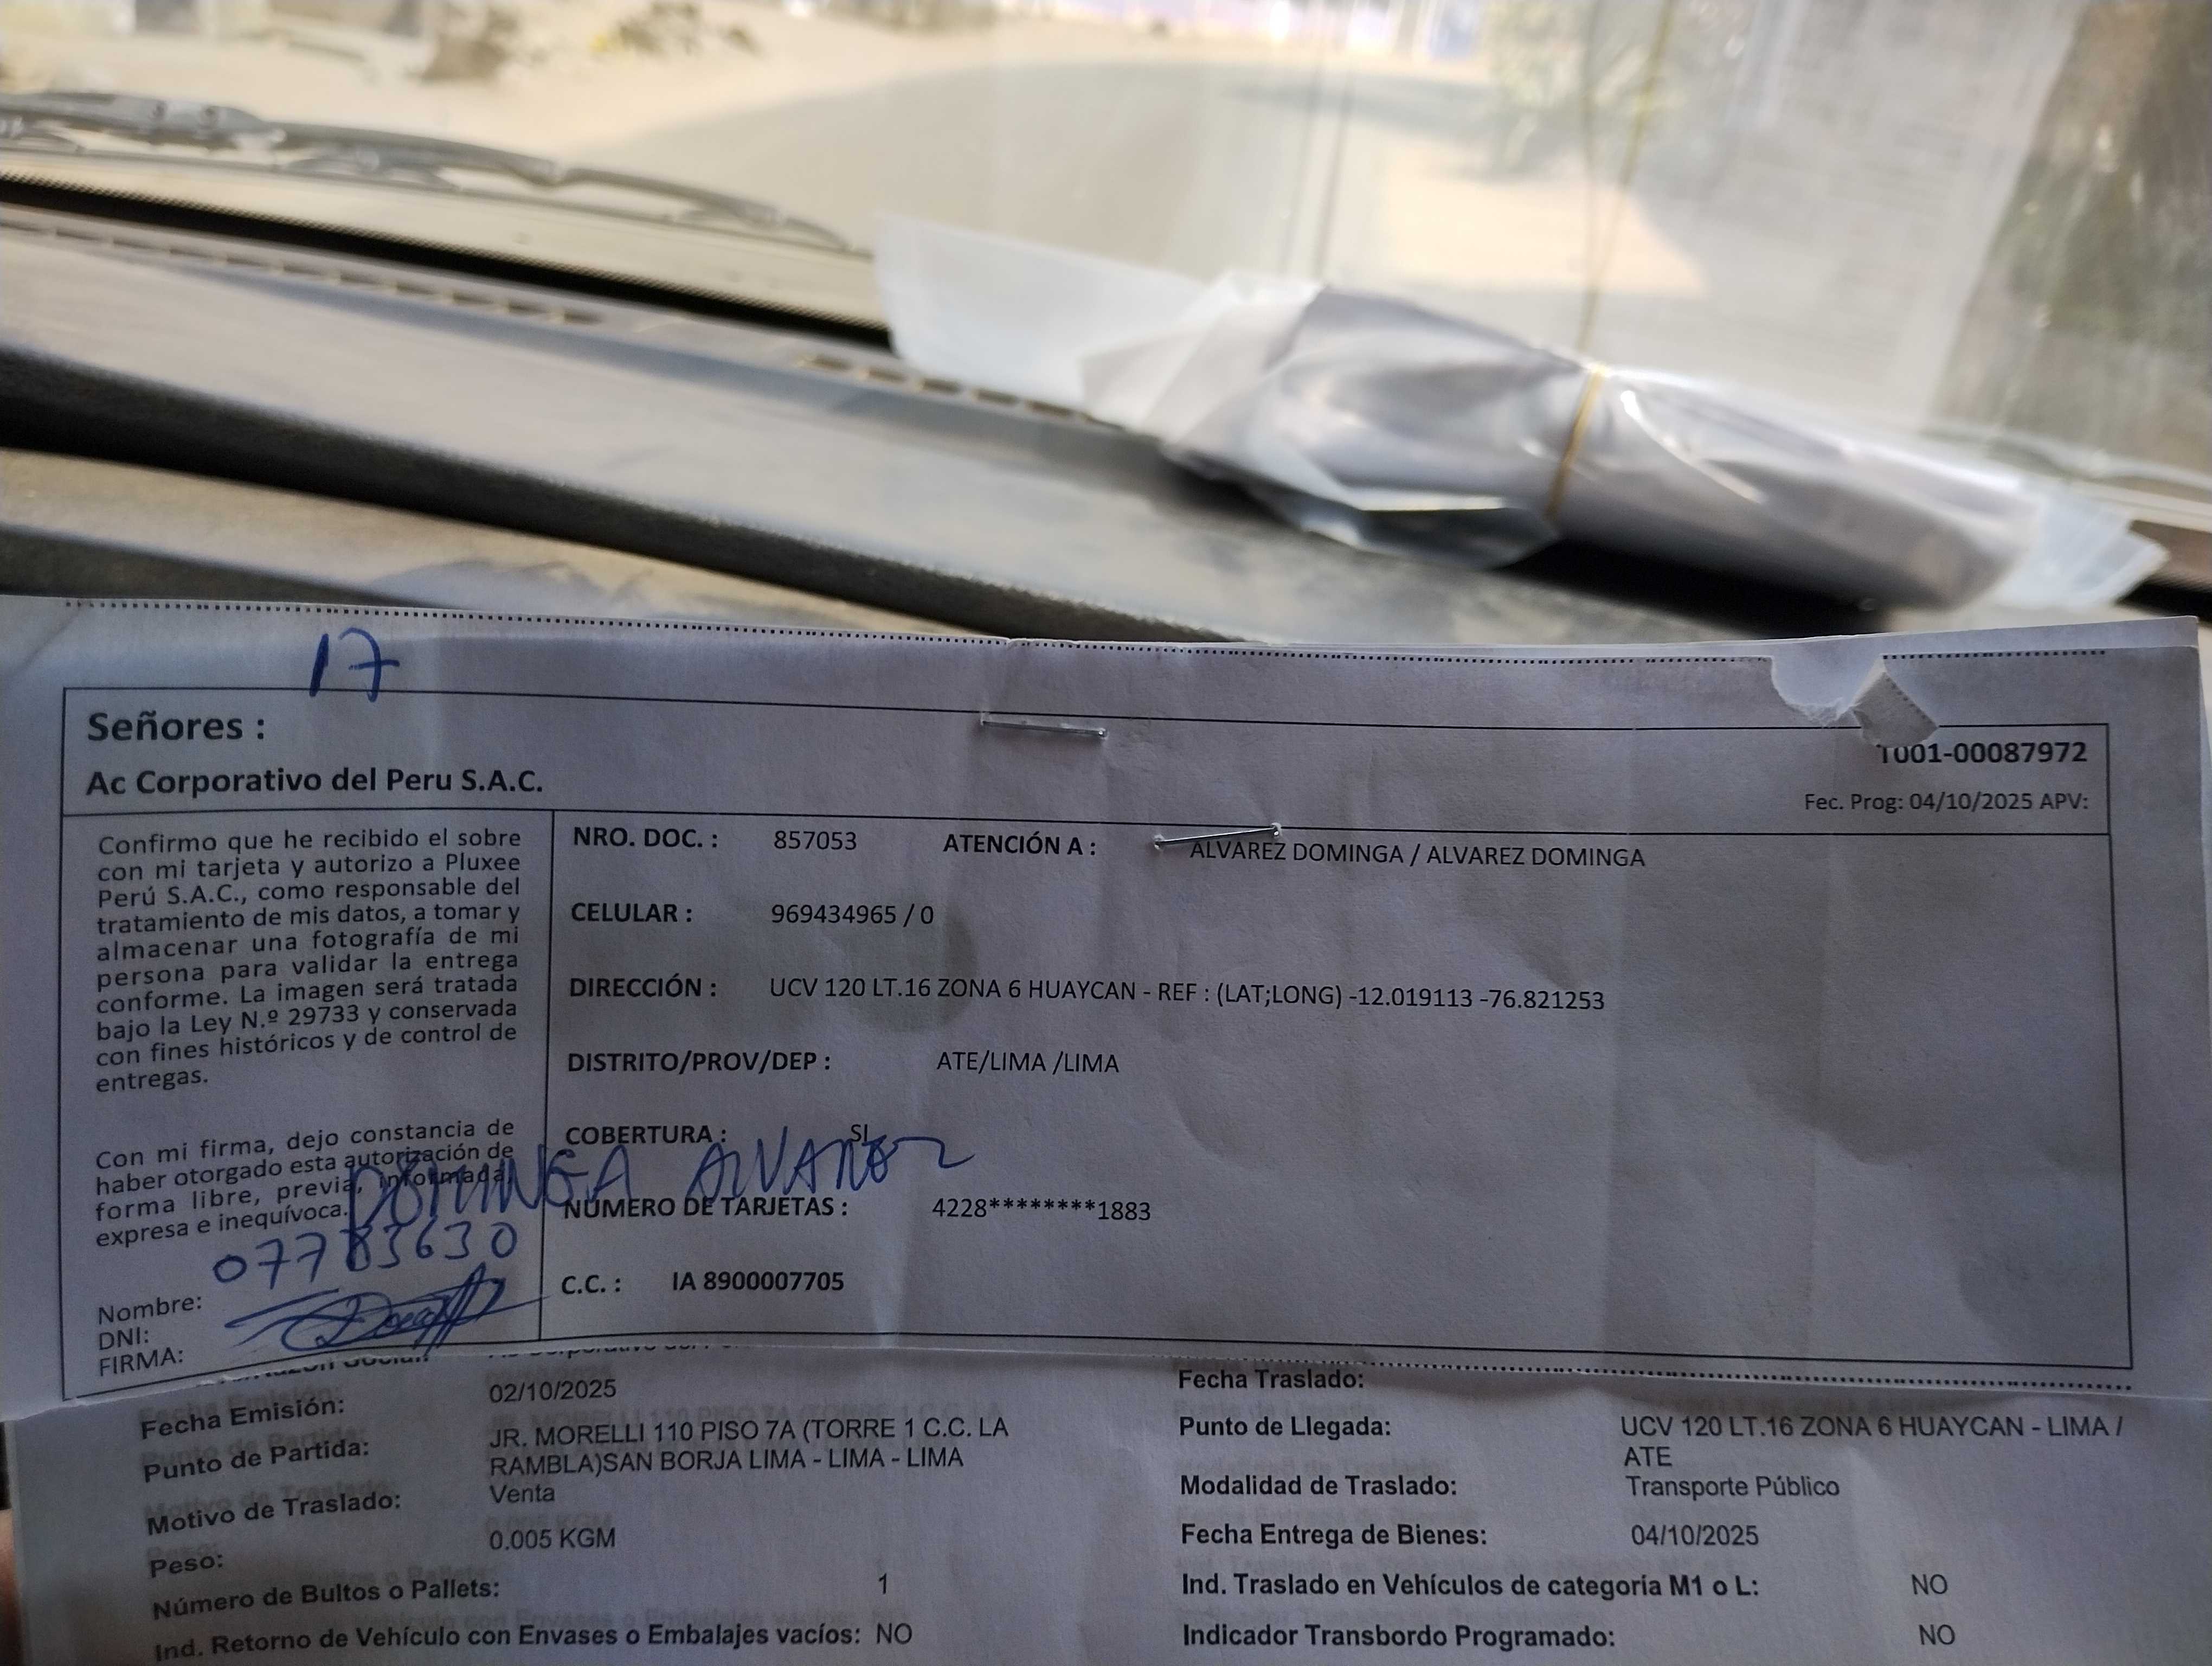 17
Señores :
Ac Corporativo del Peru S.A.C.
T001-00087972
Fec. Prog: 04/10/2025 APV:
Confirmo que he recibido el sobre
con mi tarjeta y autorizo a Pluxee
Perú S.A.C., como responsable del
tratamiento de mis datos, a tomar y
almacenar una fotografía de mi
persona para validar la entrega
conforme. La imagen será tratada
bajo la Ley N.º 29733 y conservada
con fines históricos y de control de
entregas.
Con mi firma, dejo constancia de
haber otorgado esta autorización de
forma libre, previa, informada,
expresa e inequívoca.
DOMINGA ALVAREZ
07783630
Nombre:
DNI:
FIRMA:
NRO. DOC. : 857053 ATENCIÓN A : ALVAREZ DOMINGA / ALVAREZ DOMINGA
CELULAR : 969434965 / 0
DIRECCIÓN : UCV 120 LT.16 ZONA 6 HUAYCAN - REF : (LAT;LONG) -12.019113 -76.821253
DISTRITO/PROV/DEP : ATE/LIMA /LIMA
COBERTURA : SI
NÚMERO DE TARJETAS : 4228********1883
C.C. : IA 8900007705
Fecha Emisión: 02/10/2025
Punto de Partida: JR. MORELLI 110 PISO 7A (TORRE 1 C.C. LA
RAMBLA)SAN BORJA LIMA - LIMA - LIMA
Motivo de Traslado: Venta
Peso: 0.005 KGM
Número de Bultos o Pallets: 1
Ind. Retorno de Vehículo con Envases o Embalajes vacíos: NO
Fecha Traslado:
Punto de Llegada: UCV 120 LT.16 ZONA 6 HUAYCAN - LIMA /
ATE
Modalidad de Traslado: Transporte Público
Fecha Entrega de Bienes: 04/10/2025
Ind. Traslado en Vehículos de categoría M1 o L: NO
Indicador Transbordo Programado: NO